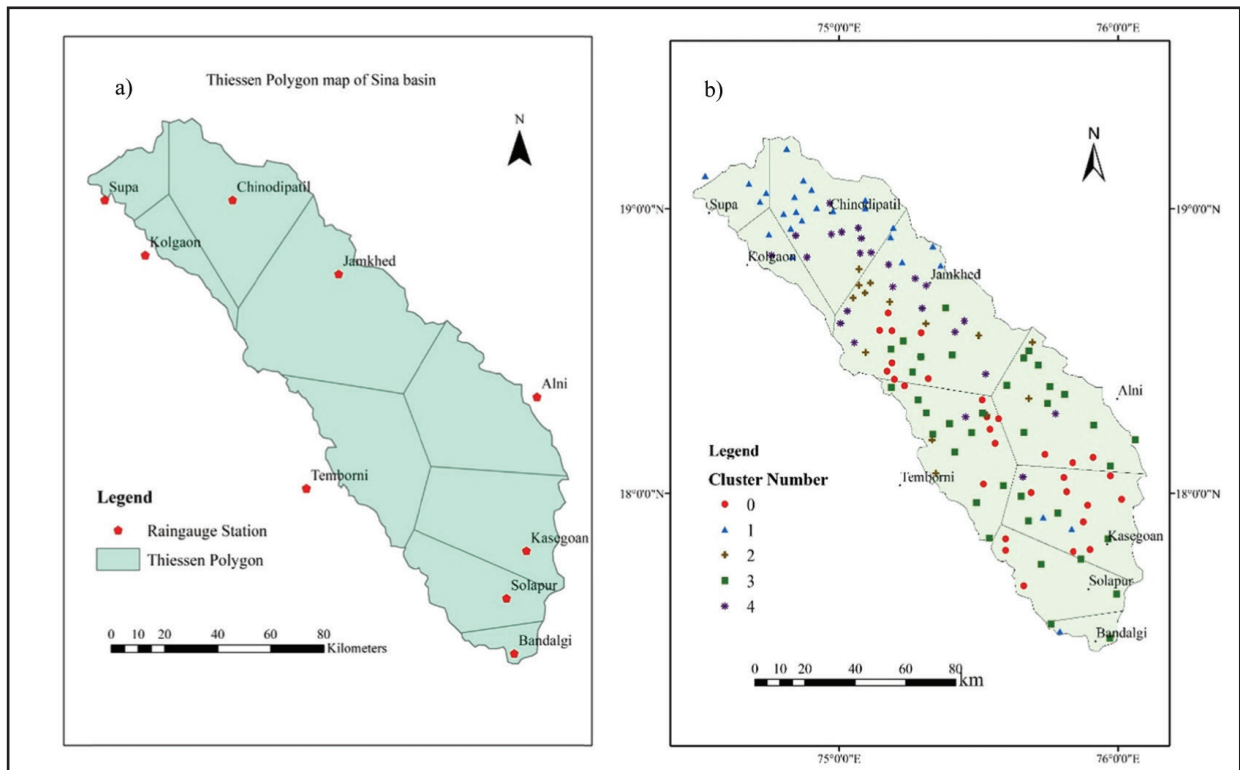 a)
Thiessen Polygon map of Sina basin
N
Supa
Chinodipatil
Kolgaon
Jamkhed
Alni
Temborni
Kasegoan
Solapur
Bandalgi
Legend
Raingauge Station
Thiessen Polygon
0 10 20 40 60 80
Kilometers
75°0'0"E 76°0'0"E
b)
N
19°0'0"N 19°0'0"N
Supa
Chinodipatil
Kolgaon
Jamkhed
Alni
Temborni
18°0'0"N 18°0'0"N
Kasegoan
Solapur
Bandalgi
Legend
Cluster Number
0
1
2
3
4
0 10 20 40 60 80
km
75°0'0"E 76°0'0"E